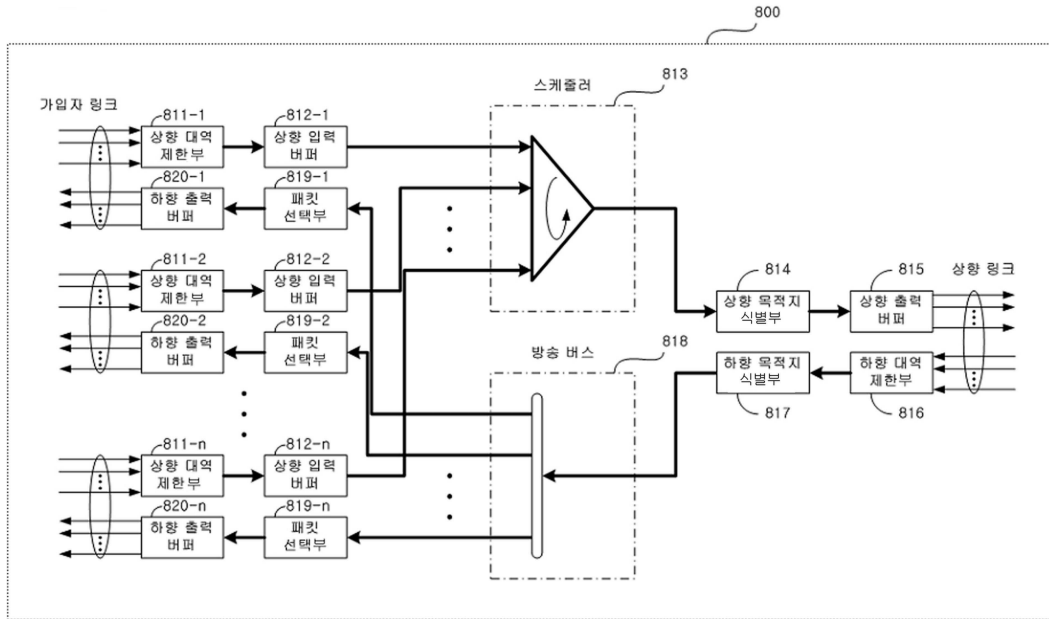 800
스케줄러
813
가입자 링크
811-1
812-1
상향 대역
제한부
상향 입력
버퍼
820-1
819-1
하향 출력
버퍼
패킷
선택부
811-2
812-2
상향 대역
제한부
상향 입력
버퍼
820-2
819-2
하향 출력
버퍼
패킷
선택부
811-n
812-n
상향 대역
제한부
상향 입력
버퍼
820-n
819-n
하향 출력
버퍼
패킷
선택부
814
815
상향 링크
상향 목적지
식별부
상향 출력
버퍼
방송 버스
818
하향 목적지
식별부
하향 대역
제한부
817
816